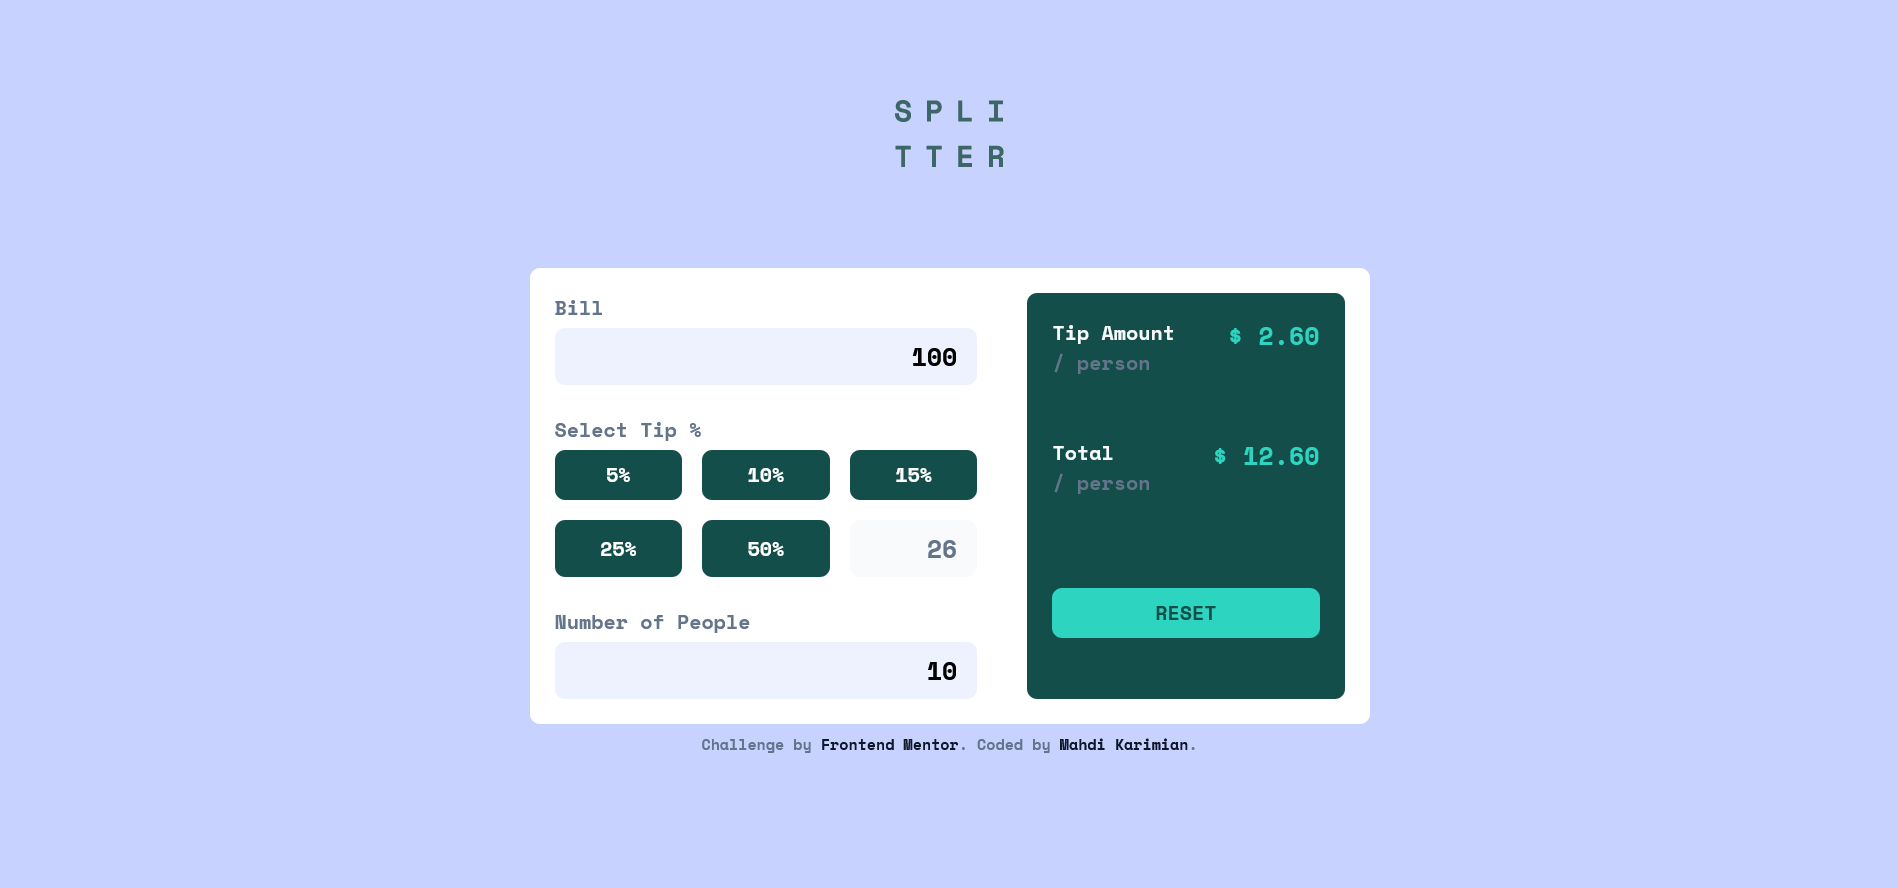 S P L I
T T E R
Bill
100
Select Tip %
5% 10% 15%
25% 50% 26
Number of People
10
Tip Amount $ 2.60
/ person
Total $ 12.60
/ person
RESET
Challenge by Frontend Mentor. Coded by Mahdi Karimian.